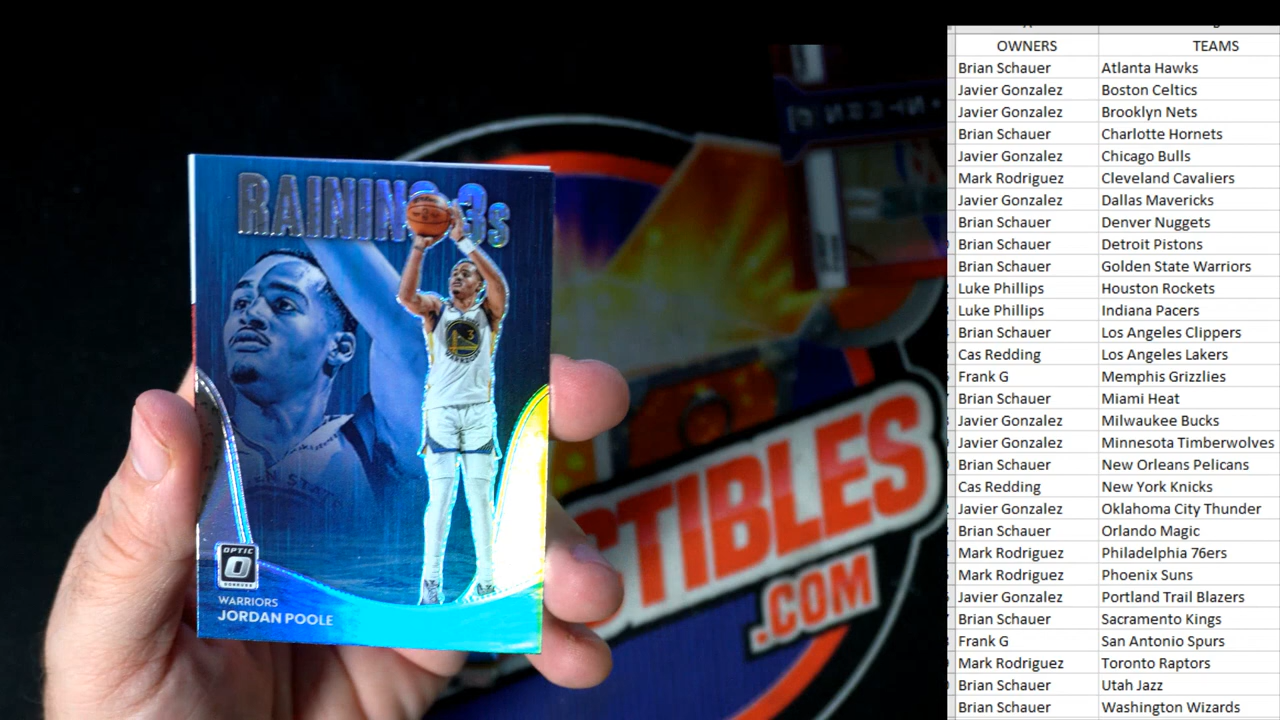 RAINING 3s
3
OPTIC
DONRUSS
WARRIORS
JORDAN POOLE
CTIBLES
.COM
OWNERS TEAMS
Brian Schauer Atlanta Hawks
Javier Gonzalez Boston Celtics
Javier Gonzalez Brooklyn Nets
Brian Schauer Charlotte Hornets
Javier Gonzalez Chicago Bulls
Mark Rodriguez Cleveland Cavaliers
Javier Gonzalez Dallas Mavericks
Brian Schauer Denver Nuggets
Brian Schauer Detroit Pistons
Brian Schauer Golden State Warriors
Luke Phillips Houston Rockets
Luke Phillips Indiana Pacers
Brian Schauer Los Angeles Clippers
Cas Redding Los Angeles Lakers
Frank G Memphis Grizzlies
Brian Schauer Miami Heat
Javier Gonzalez Milwaukee Bucks
Javier Gonzalez Minnesota Timberwolves
Brian Schauer New Orleans Pelicans
Cas Redding New York Knicks
Javier Gonzalez Oklahoma City Thunder
Brian Schauer Orlando Magic
Mark Rodriguez Philadelphia 76ers
Mark Rodriguez Phoenix Suns
Javier Gonzalez Portland Trail Blazers
Brian Schauer Sacramento Kings
Frank G San Antonio Spurs
Mark Rodriguez Toronto Raptors
Brian Schauer Utah Jazz
Brian Schauer Washington Wizards